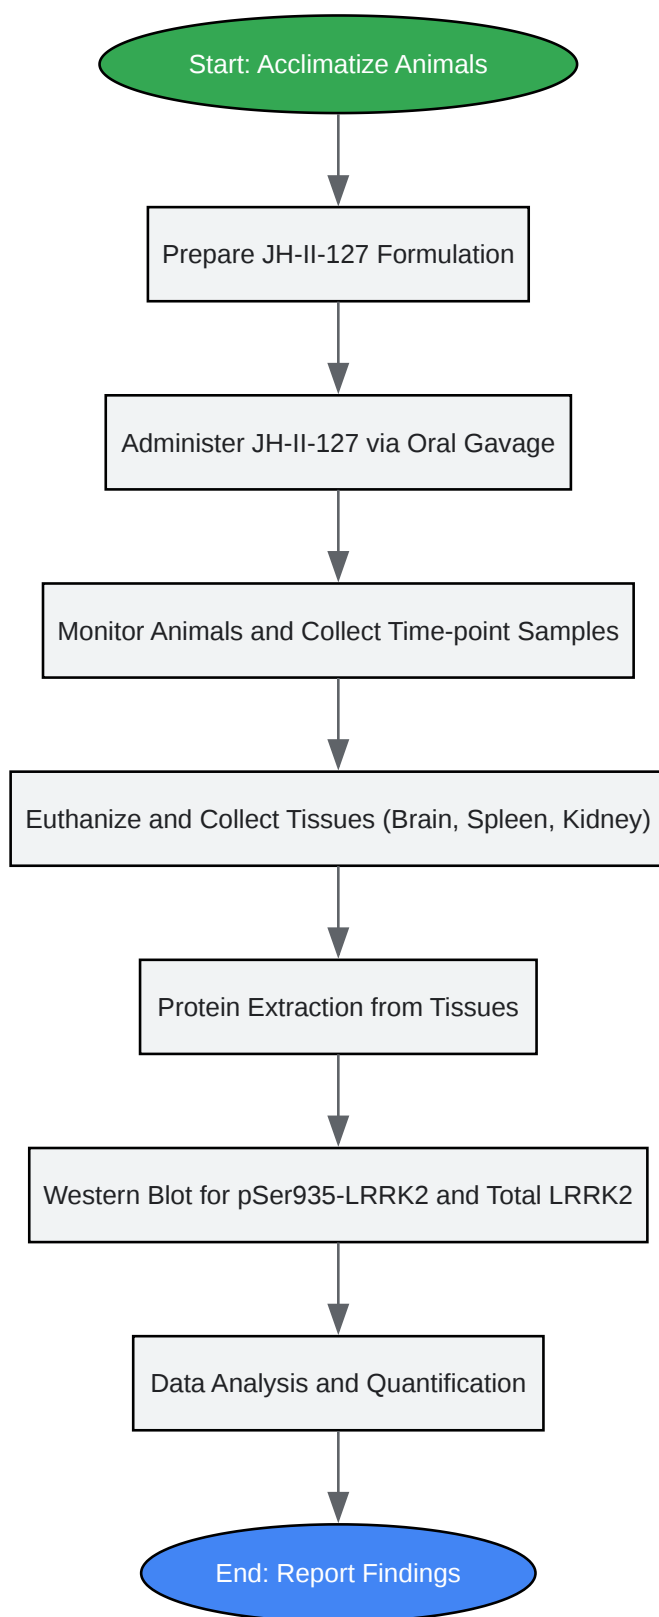 Start: Acclimatize Animals
Prepare JH-II-127 Formulation
Administer JH-II-127 via Oral Gavage
Monitor Animals and Collect Time-point Samples
Euthanize and Collect Tissues (Brain, Spleen, Kidney)
Protein Extraction from Tissues
Western Blot for pSer935-LRRK2 and Total LRRK2
Data Analysis and Quantification
End: Report Findings